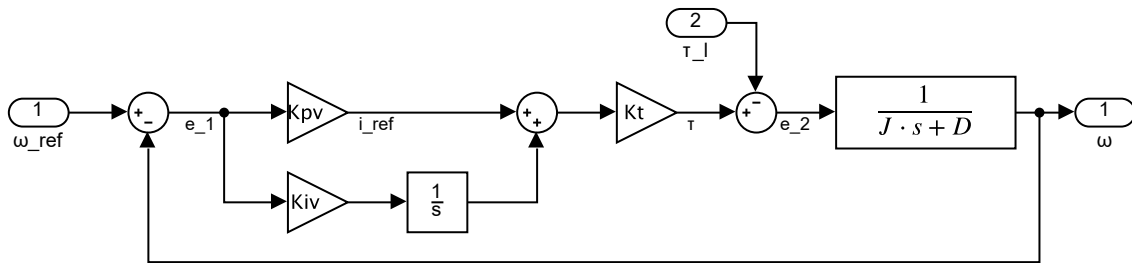 2
τ_l
1
ω_ref
+
−
e_1
Kpv
i_ref
+
+
Kt
τ
−
+
e_2
1
J · s + D
1
ω
Kiv
1
s